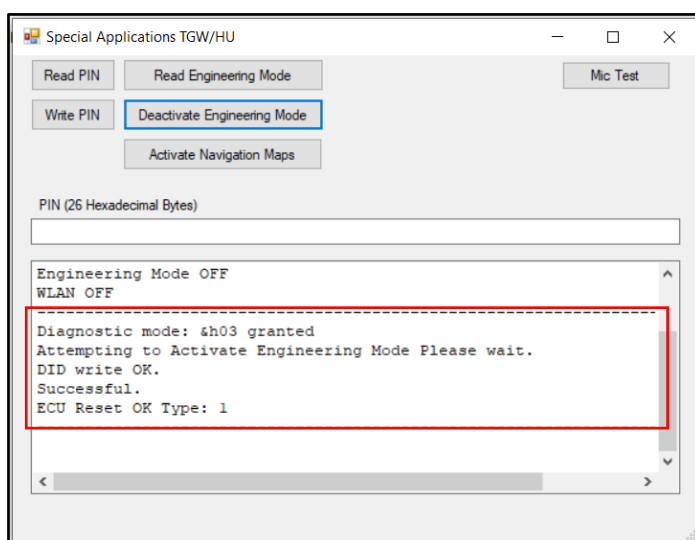 Special Applications TGW/HU
Read PIN Read Engineering Mode Mic Test
Write PIN Deactivate Engineering Mode
Activate Navigation Maps
PIN (26 Hexadecimal Bytes)
Engineering Mode OFF
WLAN OFF
Diagnostic mode: &h03 granted
Attempting to Activate Engineering Mode Please wait.
DID write OK.
Successful.
ECU Reset OK Type: 1